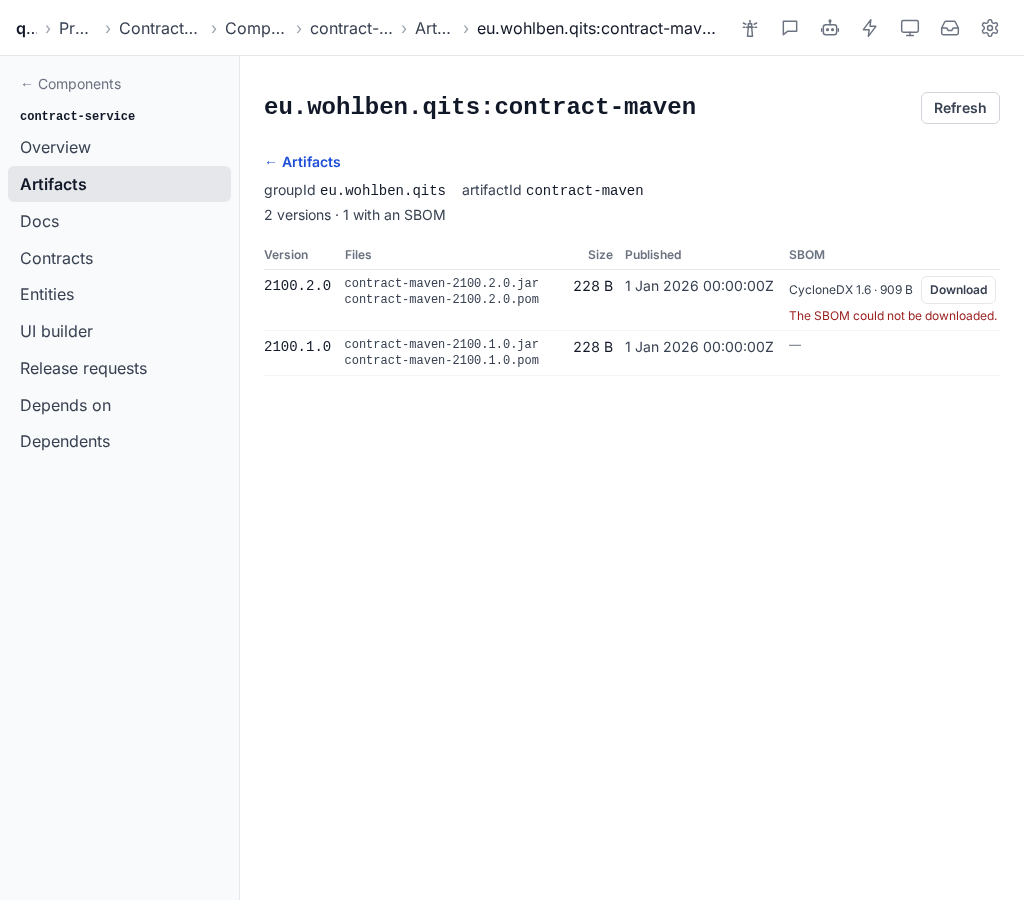 q... › Pr... › Contract... › Comp... › contract-... › Art... › eu.wohlben.qits:contract-mav...
← Components
contract-service
Overview
Artifacts
Docs
Contracts
Entities
UI builder
Release requests
Depends on
Dependents
eu.wohlben.qits:contract-maven
Refresh
← Artifacts
groupId eu.wohlben.qits artifactId contract-maven
2 versions · 1 with an SBOM
Version Files Size Published SBOM
2100.2.0 contract-maven-2100.2.0.jar 228 B 1 Jan 2026 00:00:00Z CycloneDX 1.6 · 909 B Download
contract-maven-2100.2.0.pom
The SBOM could not be downloaded.
2100.1.0 contract-maven-2100.1.0.jar 228 B 1 Jan 2026 00:00:00Z —
contract-maven-2100.1.0.pom